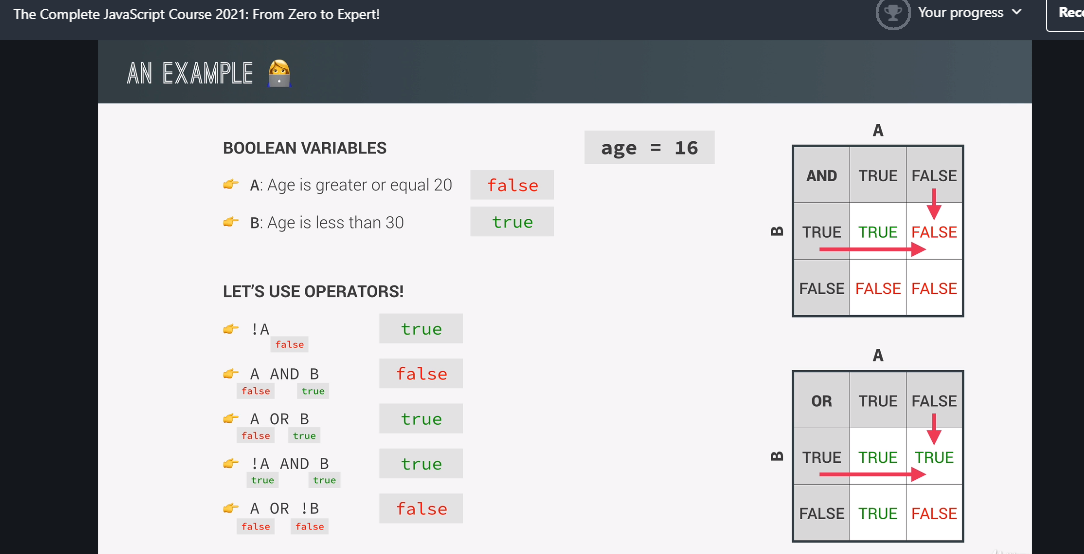 The Complete JavaScript Course 2021: From Zero to Expert!
Your progress
AN EXAMPLE
BOOLEAN VARIABLES
age = 16
A: Age is greater or equal 20 false
B: Age is less than 30 true
LET'S USE OPERATORS!
!A true
false
A AND B false
false true
A OR B true
false true
!A AND B true
true true
A OR !B false
false false
A
AND TRUE FALSE
B TRUE TRUE FALSE
FALSE FALSE FALSE
A
OR TRUE FALSE
B TRUE TRUE TRUE
FALSE TRUE FALSE